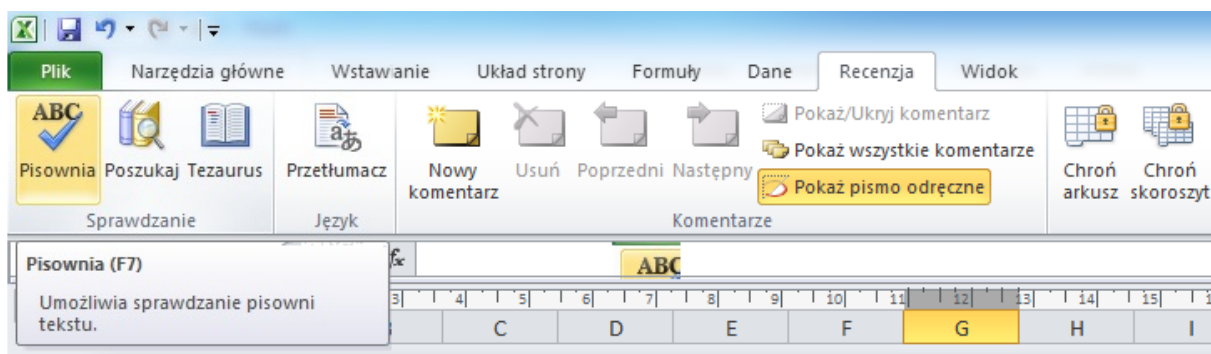 Plik Narzędzia główne Wstawianie Układ strony Formuły Dane Recenzja Widok
ABC
Pisownia Poszukaj Tezaurus Przetłumacz Nowy komentarz Usuń Poprzedni Następny
Pokaż/Ukryj komentarz
Pokaż wszystkie komentarze
Pokaż pismo odręczne
Chroń arkusz Chroń skoroszyt
Sprawdzanie Język Komentarze
Pisownia (F7)
Umożliwia sprawdzanie pisowni
tekstu.
fx
ABC
3 4 5 6 7 8 9 10 11 12 13 14 15
C D E F G H I